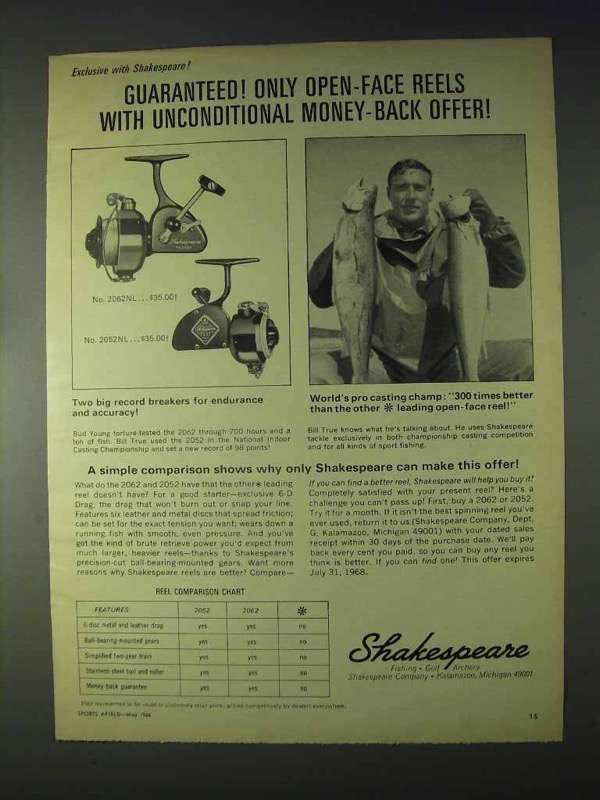 Exclusive with Shakespeare!
GUARANTEED! ONLY OPEN-FACE REELS
WITH UNCONDITIONAL MONEY-BACK OFFER!
Shakespeare
No. 2062NL...$35.00†
No. 2052NL...$35.00†
Two big record breakers for endurance
and accuracy!
Bud Young torture-tested the 2062 through 700 hours and a
ton of fish. Bill True used the 2052 in the National Indoor
Casting Championship and set a new record of 98 points!
World's pro casting champ: "300 times better
than the other ✻ leading open-face reel!"
Bill True knows what he's talking about. He uses Shakespeare
tackle exclusively in both championship casting competition
and for all kinds of sport fishing.
A simple comparison shows why only Shakespeare can make this offer!
What do the 2062 and 2052 have that the other✻ leading
reel doesn't have? For a good starter—exclusive 6-D
Drag, the drag that won't burn out or snap your line.
Features six leather and metal discs that spread friction;
can be set for the exact tension you want; wears down a
running fish with smooth, even pressure. And you've
got the kind of brute retrieve power you'd expect from
much larger, heavier reels—thanks to Shakespeare's
precision-cut ball-bearing-mounted gears. Want more
reasons why Shakespeare reels are better? Compare—
If you can find a better reel, Shakespeare will help you buy it!
Completely satisfied with your present reel? Here's a
challenge you can't pass up! First, buy a 2062 or 2052.
Try it for a month. If it isn't the best spinning reel you've
ever used, return it to us (Shakespeare Company, Dept.
G, Kalamazoo, Michigan 49001) with your dated sales
receipt within 30 days of the purchase date. We'll pay
back every cent you paid, so you can buy any reel you
think is better. If you can find one! This offer expires
July 31, 1968.
REEL COMPARISON CHART
FEATURES 2052 2062 ✻
6-disc metal and leather drag yes yes no
Ball-bearing-mounted gears yes yes no
Simplified two-gear train yes yes no
Stainless steel bail and roller yes yes no
Money-back guarantee yes yes no
Shakespeare
Fishing • Golf • Archery
Shakespeare Company • Kalamazoo, Michigan 49001
SPORTS AFIELD—May 1968
15